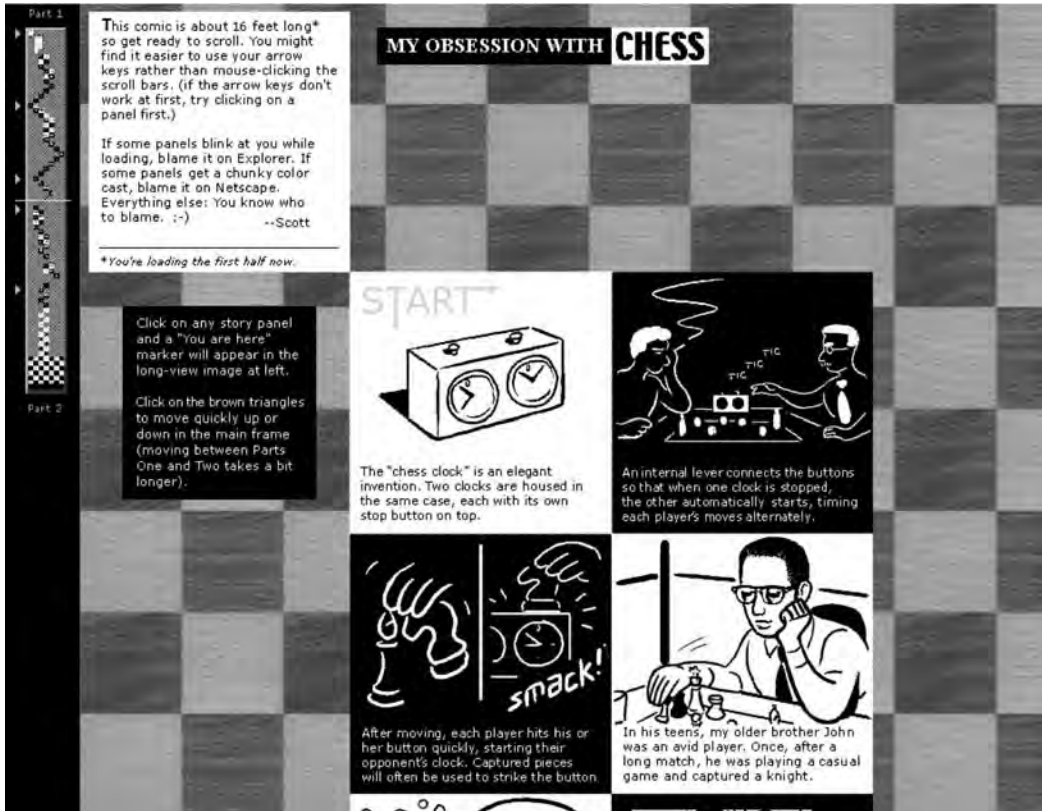 Part 1
This comic is about 16 feet long*
so get ready to scroll. You might
find it easier to use your arrow
keys rather than mouse-clicking the
scroll bars. (if the arrow keys don't
work at first, try clicking on a
panel first.)
If some panels blink at you while
loading, blame it on Explorer. If
some panels get a chunky color
cast, blame it on Netscape.
Everything else: You know who
to blame. :-)
--Scott
*You're loading the first half now.
MY OBSESSION WITH CHESS
Click on any story panel
and a "You are here"
marker will appear in the
long-view image at left.
Click on the brown triangles
to move quickly up or
down in the main frame
(moving between Parts
One and Two takes a bit
longer).
Part 2
START
The "chess clock" is an elegant
invention. Two clocks are housed in
the same case, each with its own
stop button on top.
TIC
TIC
TIC
An internal lever connects the buttons
so that when one clock is stopped,
the other automatically starts, timing
each player's moves alternately.
smack!
After moving, each player hits his or
her button quickly, starting their
opponent's clock. Captured pieces
will often be used to strike the button.
In his teens, my older brother John
was an avid player. Once, after a
long match, he was playing a casual
game and captured a knight.